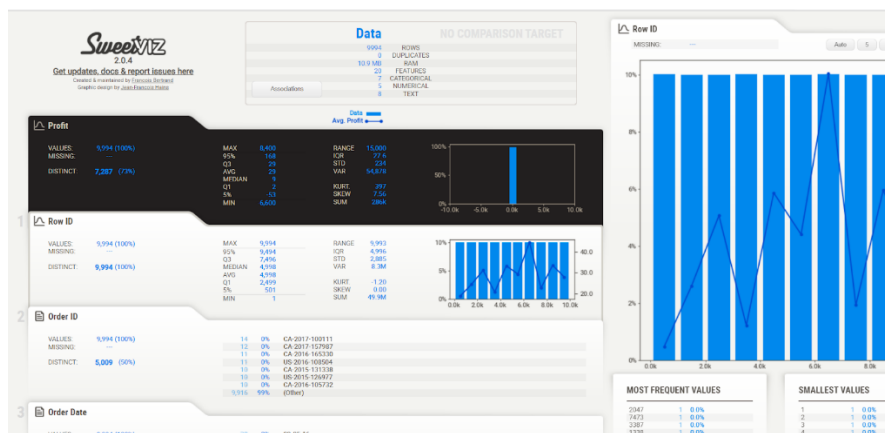 SweetVIZ
2.0.4
Get updates, docs & report issues here
Created & maintained by Francois Bertrand
Graphic design by Jean-Francois Hains
Data
NO COMPARISON TARGET
9994 ROWS
0 DUPLICATES
10.9 MB RAM
20 FEATURES
7 CATEGORICAL
5 NUMERICAL
8 TEXT
Associations
Data
Avg. Profit
Profit
VALUES: 9,994 (100%)
MISSING: —
DISTINCT: 7,287 (73%)
MAX 8,400
95% 168
Q3 29
AVG 29
MEDIAN 9
Q1 2
5% -53
MIN 6,600
RANGE 15,000
IQR 27.6
STD 234
VAR 54,878
KURT. 397
SKEW 7.56
SUM 286k
100%
50%
0%
-10.0k -5.0k 0.0k 5.0k 10.0k
1
Row ID
VALUES: 9,994 (100%)
MISSING: —
DISTINCT: 9,994 (100%)
MAX 9,994
95% 9,494
Q3 7,496
MEDIAN 4,998
AVG 4,998
Q1 2,499
5% 501
MIN 1
RANGE 9,993
IQR 4,996
STD 2,885
VAR 8.3M
KURT. -1.20
SKEW 0.00
SUM 49.9M
10%
5%
0%
40.0
30.0
20.0
0.0k 2.0k 4.0k 6.0k 8.0k 10.0k
2
Order ID
VALUES: 9,994 (100%)
MISSING: —
DISTINCT: 5,009 (50%)
14 0% CA-2017-100111
12 0% CA-2017-157987
11 0% CA-2016-165330
11 0% US-2016-108504
10 0% CA-2015-131338
10 0% US-2015-126977
10 0% CA-2016-105732
9,916 99% (Other)
3
Order Date
Row ID
MISSING: —
Auto 5
10%
8%
6%
4%
2%
0%
0.0k 2.0k 4.0k 6.0k 8.0k
MOST FREQUENT VALUES
2047 1 0.0%
7473 1 0.0%
3387 1 0.0%
SMALLEST VALUES
1 1 0.0%
2 1 0.0%
3 1 0.0%